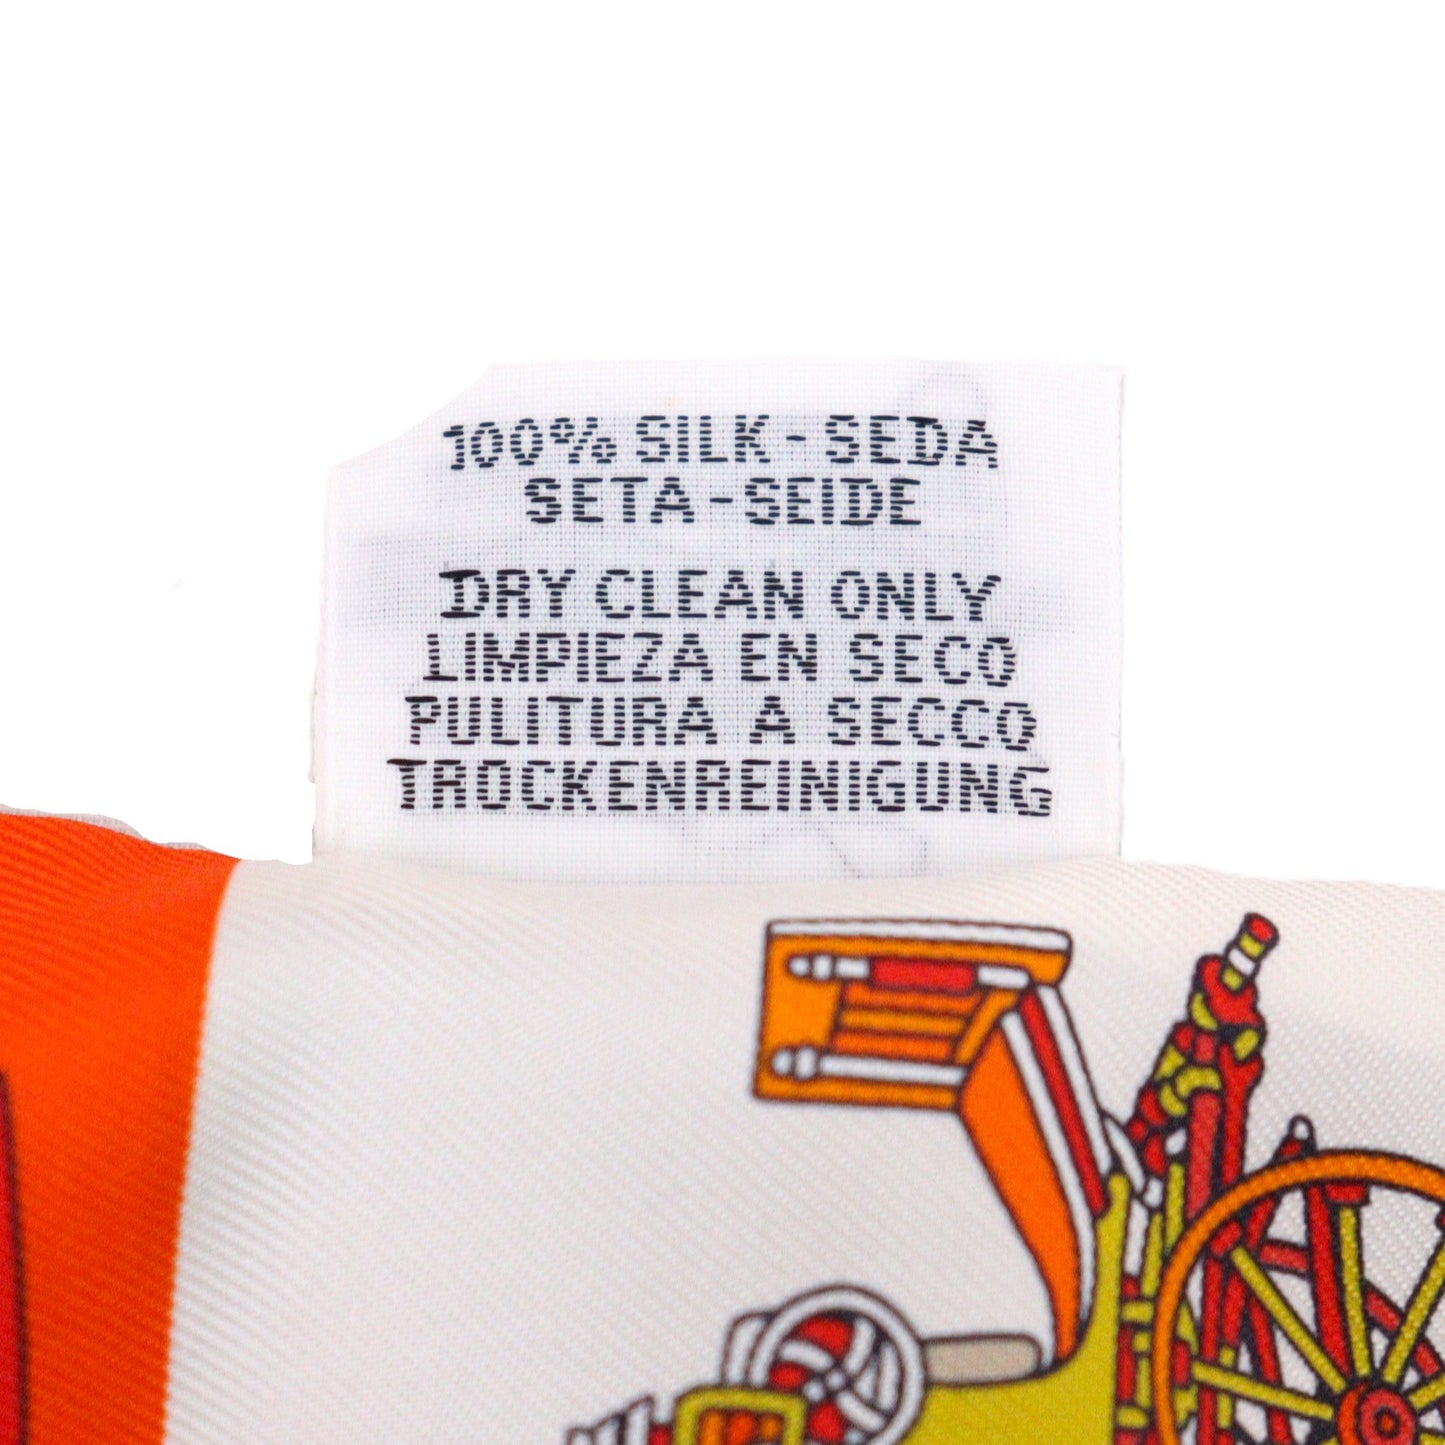 100% SILK - SEDA
SETA - SEIDE
DRY CLEAN ONLY
LIMPIEZA EN SECO
PULITURA A SECCO
TROCKENREINIGUNG